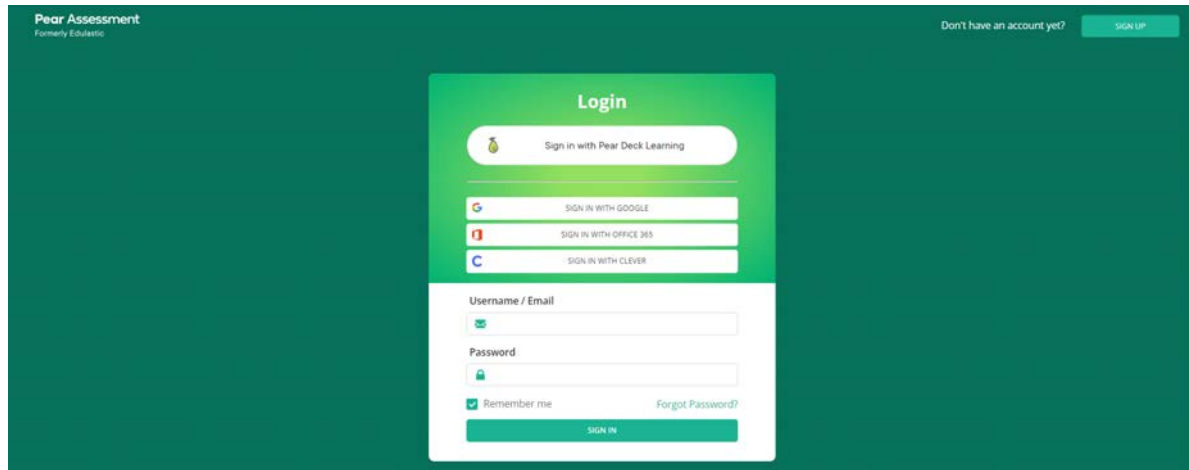 Pear Assessment
Formerly Edulastic
Don't have an account yet? SIGN UP
Login
Sign in with Pear Deck Learning
SIGN IN WITH GOOGLE
SIGN IN WITH OFFICE 365
SIGN IN WITH CLEVER
Username / Email
Password
Remember me Forgot Password?
SIGN IN